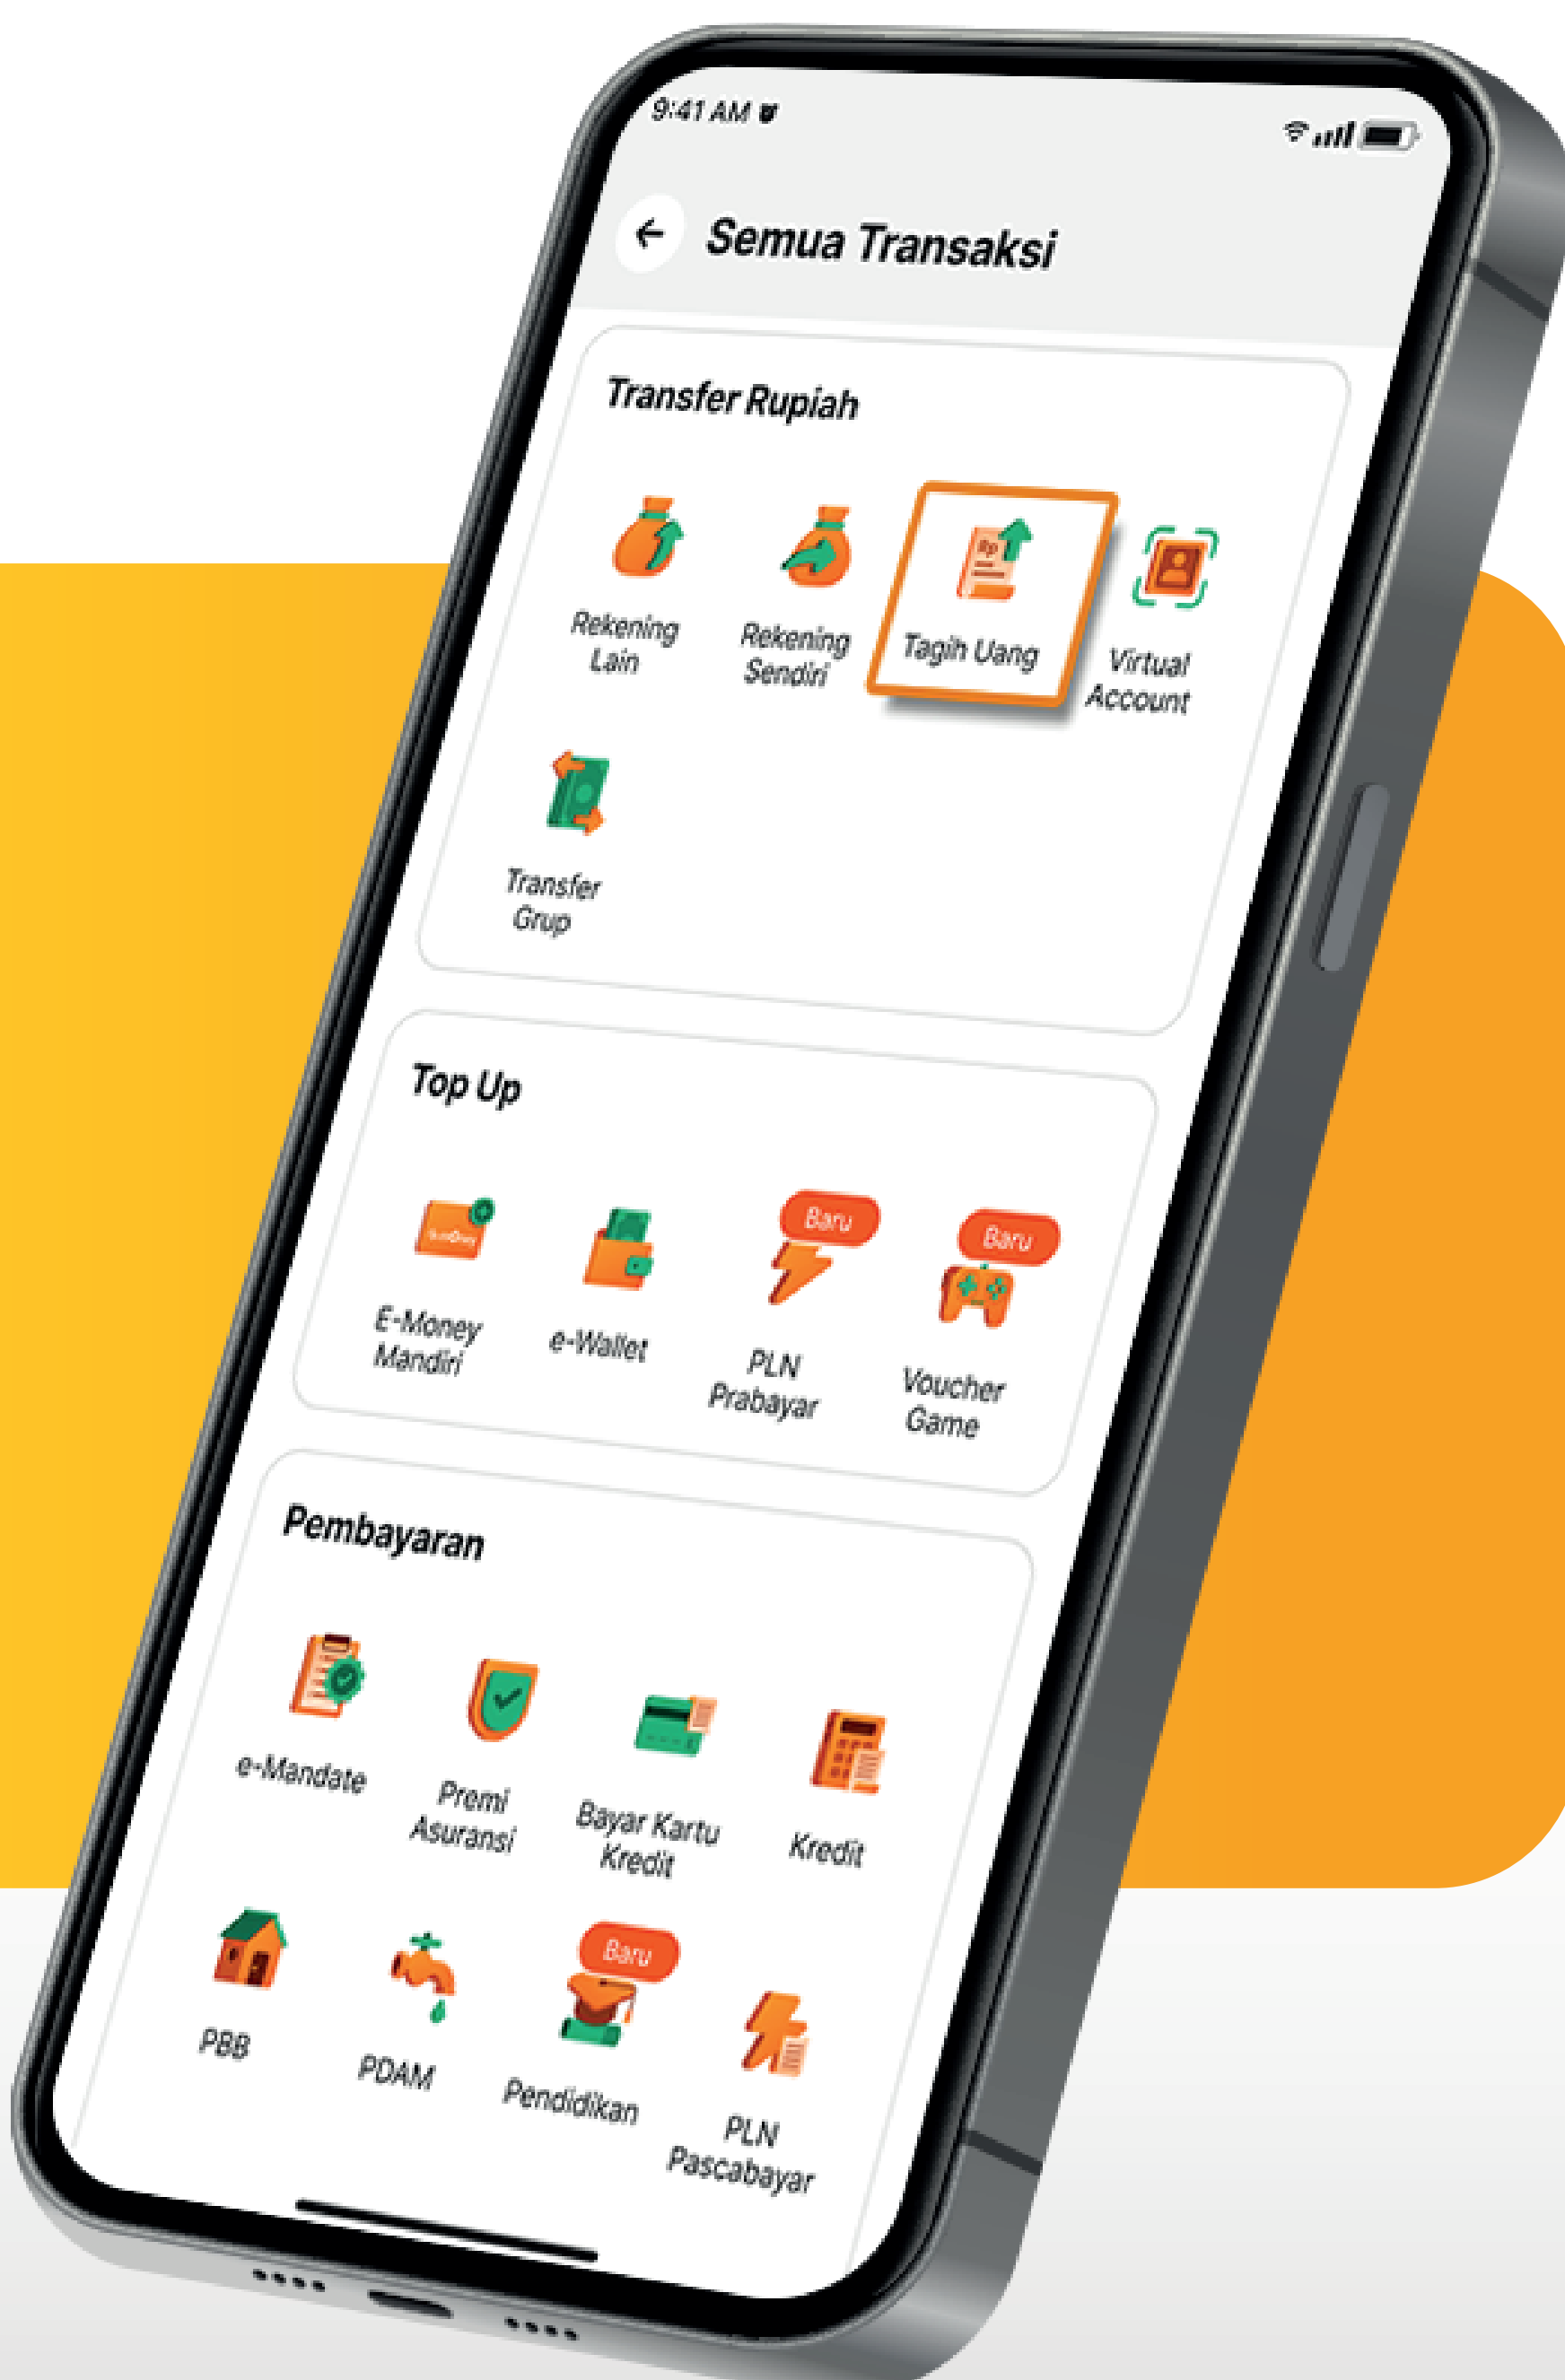 9:41 AM
Semua Transaksi
Transfer Rupiah
Rekening
Lain
Rekening
Sendiri
Rp
Tagih Uang
Virtual
Account
Transfer
Grup
Top Up
E-Money
Mandiri
e-Wallet
Baru
PLN
Prabayar
Baru
Voucher
Game
Pembayaran
e-Mandate
Premi
Asuransi
Bayar Kartu
Kredit
Kredit
PBB
PDAM
Baru
Pendidikan
PLN
Pascabayar